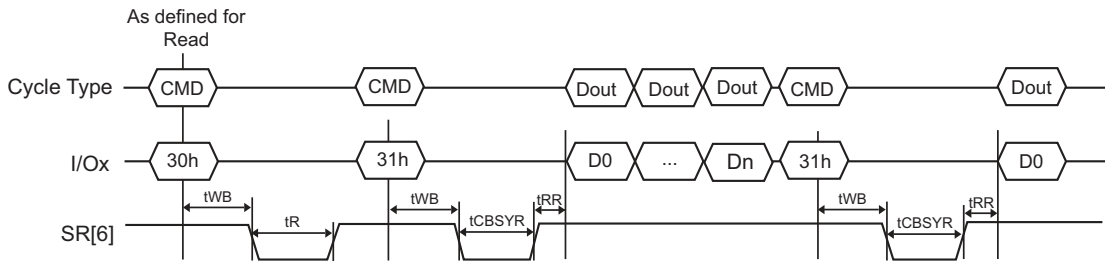 As defined for
Read
Cycle Type CMD CMD Dout Dout Dout CMD Dout
I/Ox 30h 31h D0 ... Dn 31h D0
tWB tWB tRR tWB tRR
tR tCBSYR tCBSYR
SR[6]